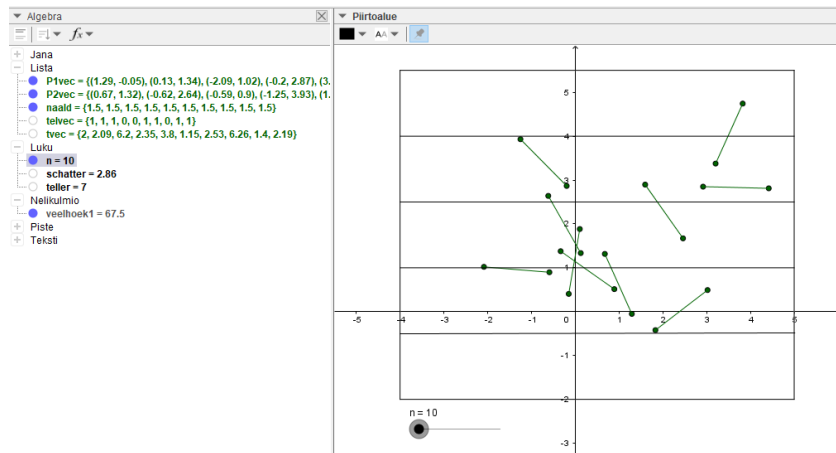 Algebra
Jana
Lista
P1vec = {(1.29, -0.05), (0.13, 1.34), (-2.09, 1.02), (-0.2, 2.87), (3.
P2vec = {(0.67, 1.32), (-0.62, 2.64), (-0.59, 0.9), (-1.25, 3.93), (1.
naald = {1.5, 1.5, 1.5, 1.5, 1.5, 1.5, 1.5, 1.5, 1.5, 1.5}
telvec = {1, 1, 1, 0, 0, 1, 1, 0, 1, 1}
tvec = {2, 2.09, 6.2, 2.35, 3.8, 1.15, 2.53, 6.26, 1.4, 2.19}
Luku
n = 10
schatter = 2.86
teller = 7
Nelikulmio
veelhoek1 = 67.5
Piste
Teksti
fx
Piirtoalue
AA
5
4
3
2
1
-5 -4 -3 -2 -1 0 1 2 3 4 5
-1
-2
-3
n = 10